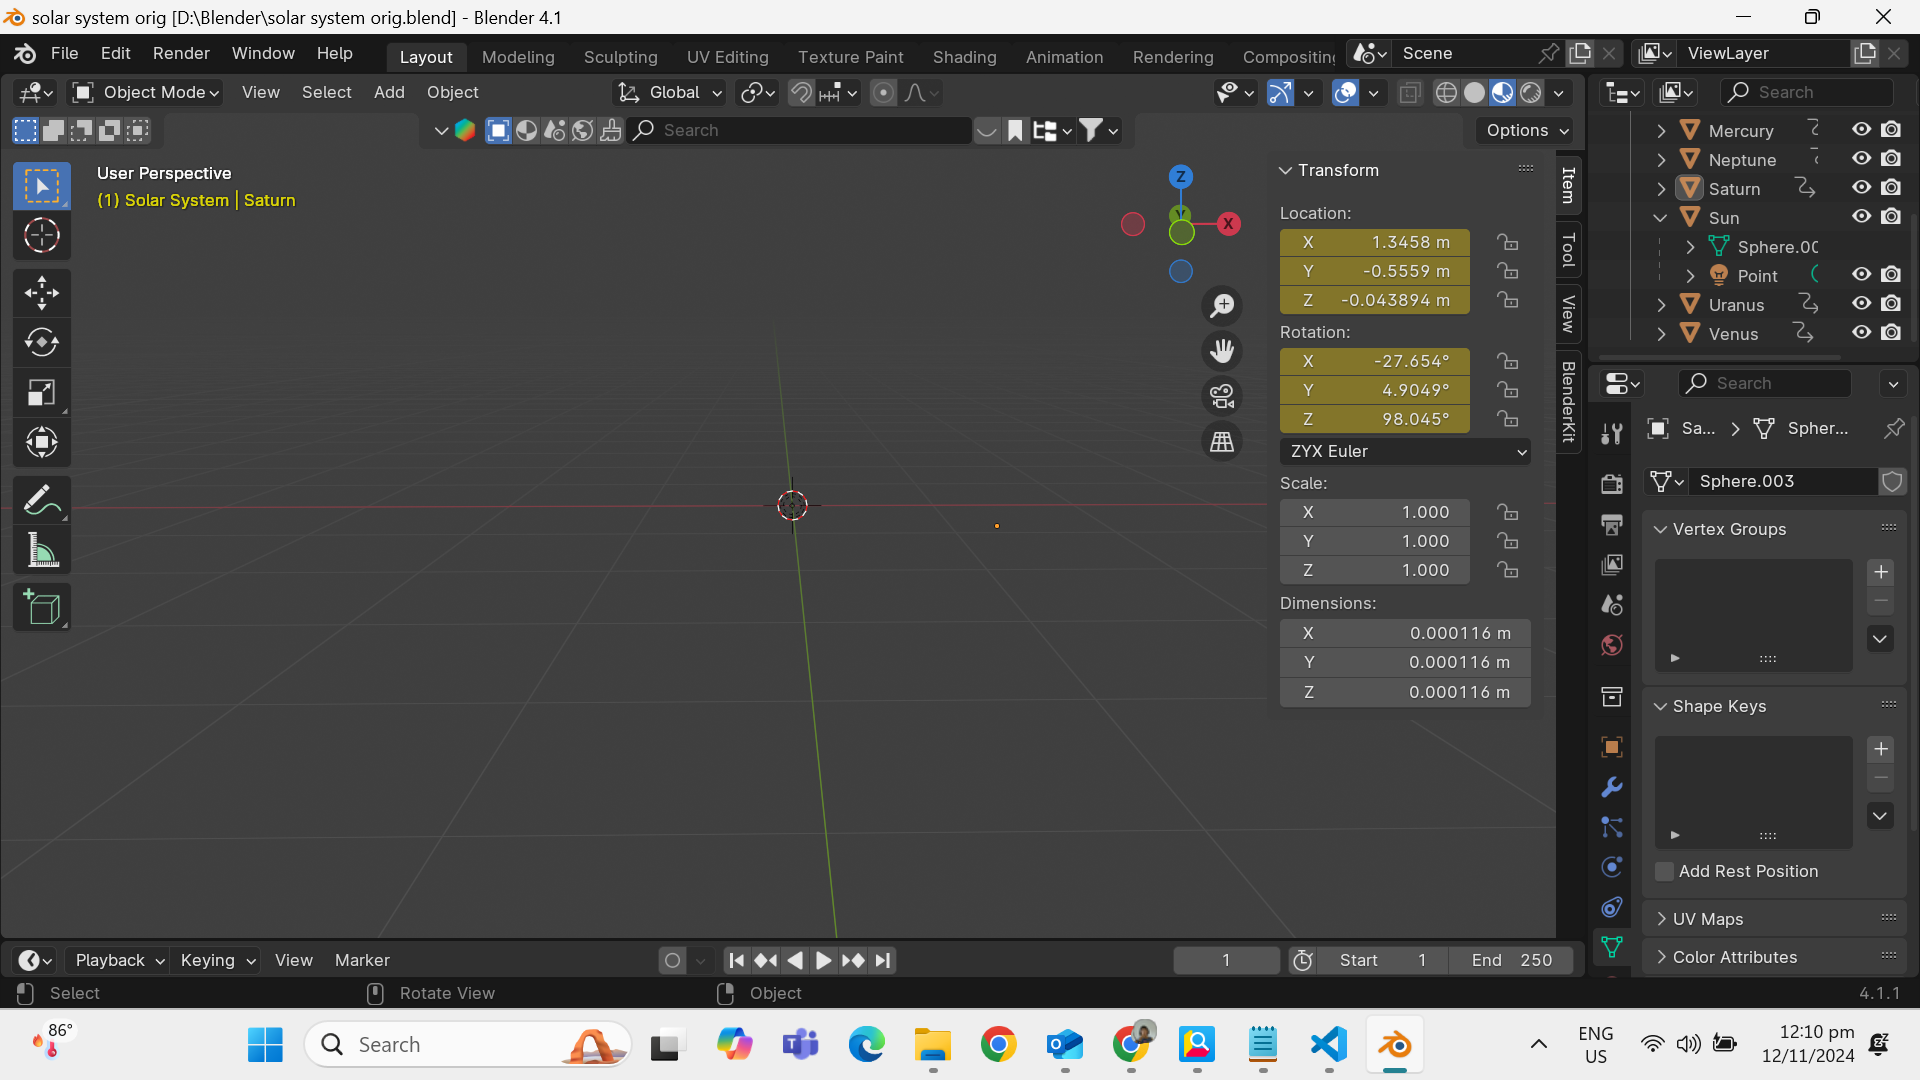 solar system orig [D:\Blender\solar system orig.blend] - Blender 4.1
File Edit Render Window Help
Layout Modeling Sculpting UV Editing Texture Paint Shading Animation Rendering Compositing
Scene
ViewLayer
Object Mode
View Select Add Object
Global
Search
Search
Options
User Perspective
(1) Solar System | Saturn
Z
Y
X
Transform
Location:
X 1.3458 m
Y -0.5559 m
Z -0.043894 m
Rotation:
X -27.654°
Y 4.9049°
Z 98.045°
ZYX Euler
Scale:
X 1.000
Y 1.000
Z 1.000
Dimensions:
X 0.000116 m
Y 0.000116 m
Z 0.000116 m
Item
Tool
View
BlenderKit
Mercury
Neptune
Saturn
Sun
Sphere.00
Point
Uranus
Venus
Search
Sa... Spher...
Sphere.003
Vertex Groups
Shape Keys
Add Rest Position
UV Maps
Color Attributes
Playback Keying View Marker
1
Start 1
End 250
Select
Rotate View
Object
4.1.1
86°
Search
ENG
US
12:10 pm
12/11/2024